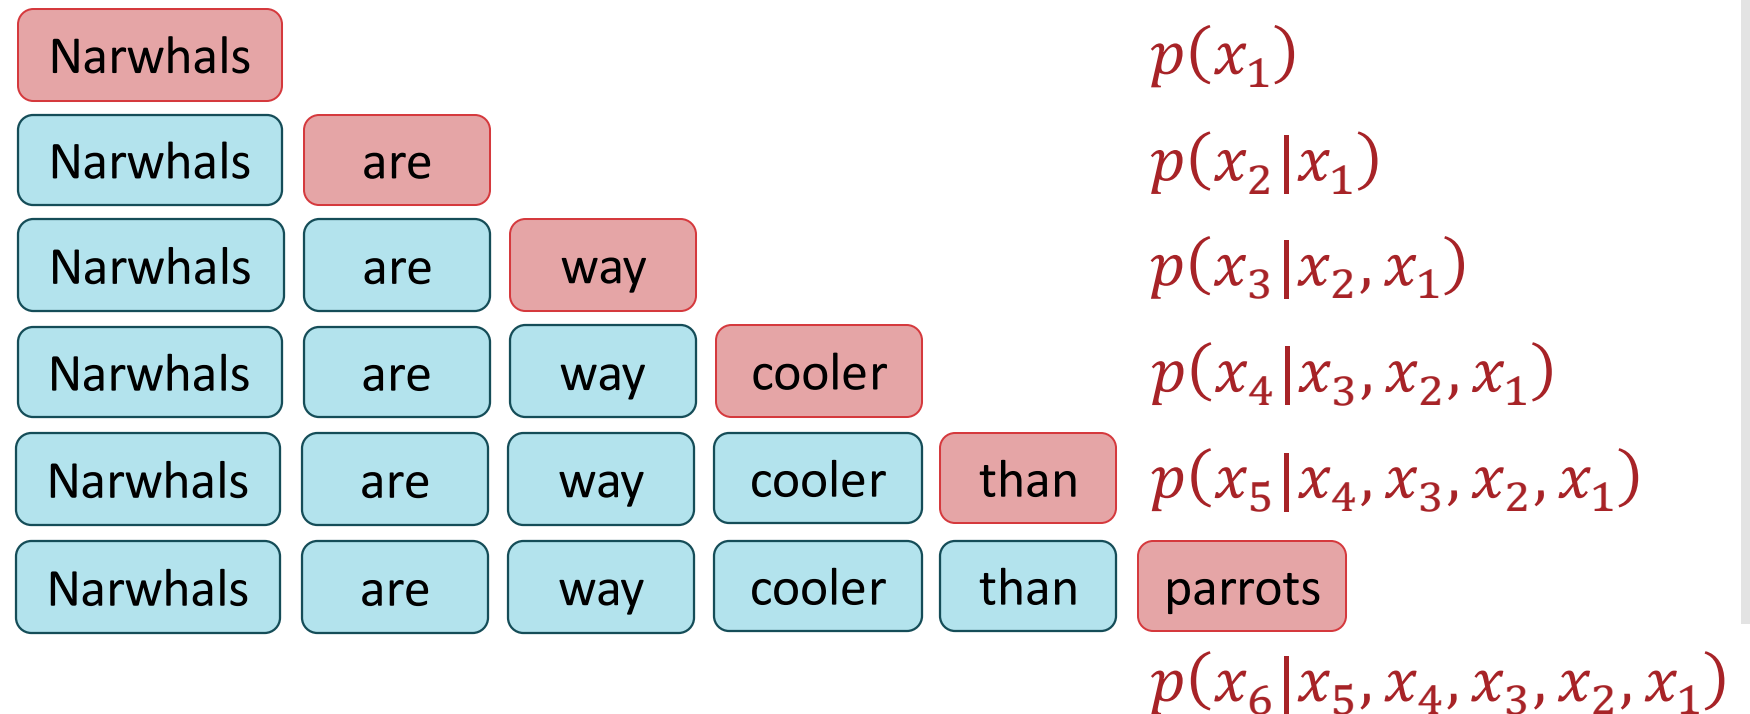 Narwhals p(x₁)
Narwhals are p(x₂|x₁)
Narwhals are way p(x₃|x₂, x₁)
Narwhals are way cooler p(x₄|x₃, x₂, x₁)
Narwhals are way cooler than p(x₅|x₄, x₃, x₂, x₁)
Narwhals are way cooler than parrots
p(x₆|x₅, x₄, x₃, x₂, x₁)